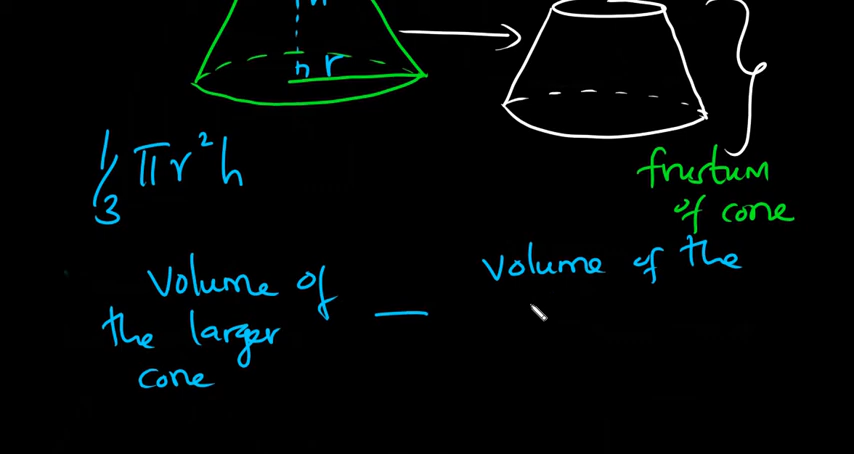 h
h r
1/3 πr²h
frustum
of cone
volume of
the larger
cone
—
volume of the